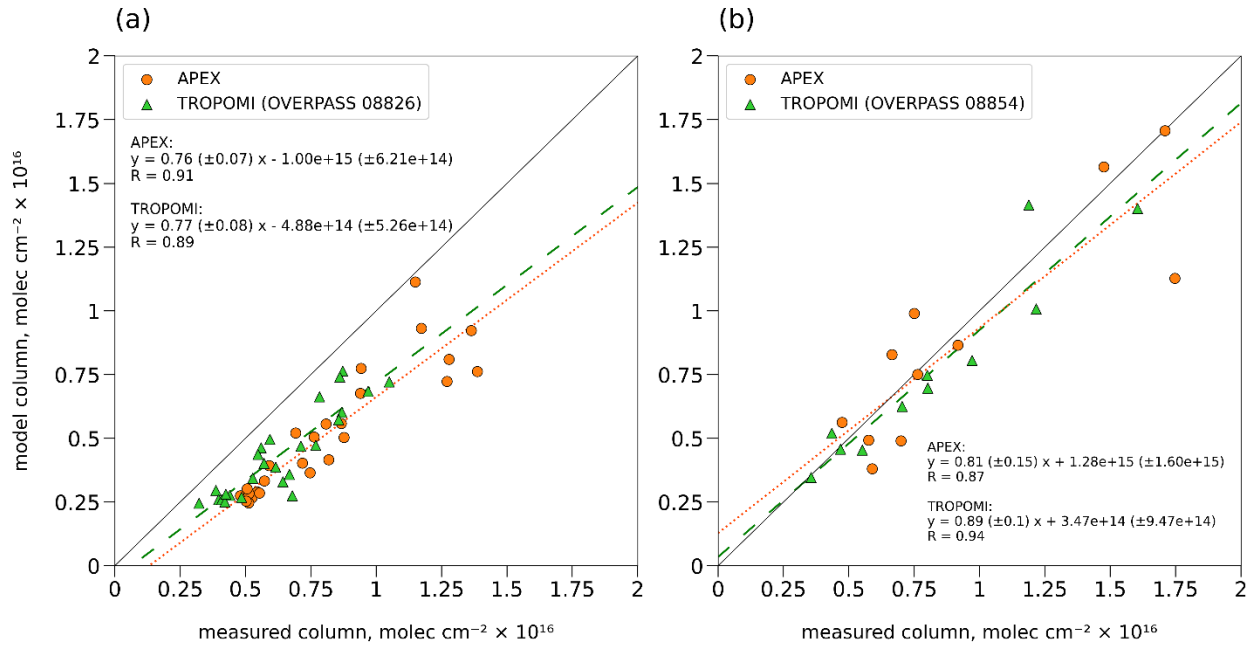 (a)
(b)
APEX
TROPOMI (OVERPASS 08826)
APEX:
y = 0.76 (±0.07) x - 1.00e+15 (±6.21e+14)
R = 0.91
TROPOMI:
y = 0.77 (±0.08) x - 4.88e+14 (±5.26e+14)
R = 0.89
model column, molec cm⁻² × 10¹⁶
2
1.75
1.5
1.25
1
0.75
0.5
0.25
0
0
0.25
0.5
0.75
1
1.25
1.5
1.75
2
measured column, molec cm⁻² × 10¹⁶
APEX
TROPOMI (OVERPASS 08854)
2
1.75
1.5
1.25
1
0.75
0.5
0.25
0
APEX:
y = 0.81 (±0.15) x + 1.28e+15 (±1.60e+15)
R = 0.87
TROPOMI:
y = 0.89 (±0.1) x + 3.47e+14 (±9.47e+14)
R = 0.94
0
0.25
0.5
0.75
1
1.25
1.5
1.75
2
measured column, molec cm⁻² × 10¹⁶